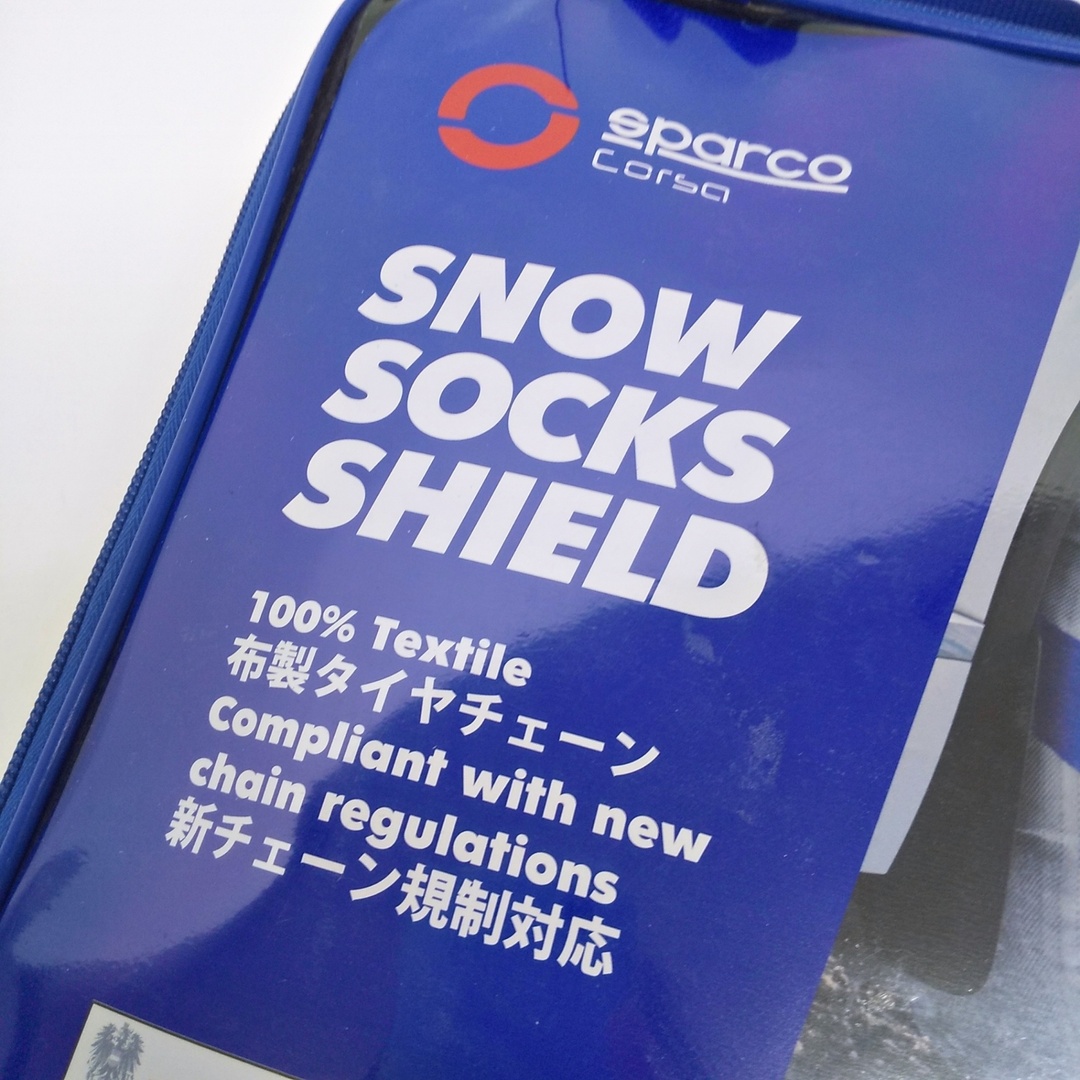 sparco
corsa
SNOW
SOCKS
SHIELD
100% Textile
布製タイヤチェーン
Compliant with new
chain regulations
新チェーン規制対応